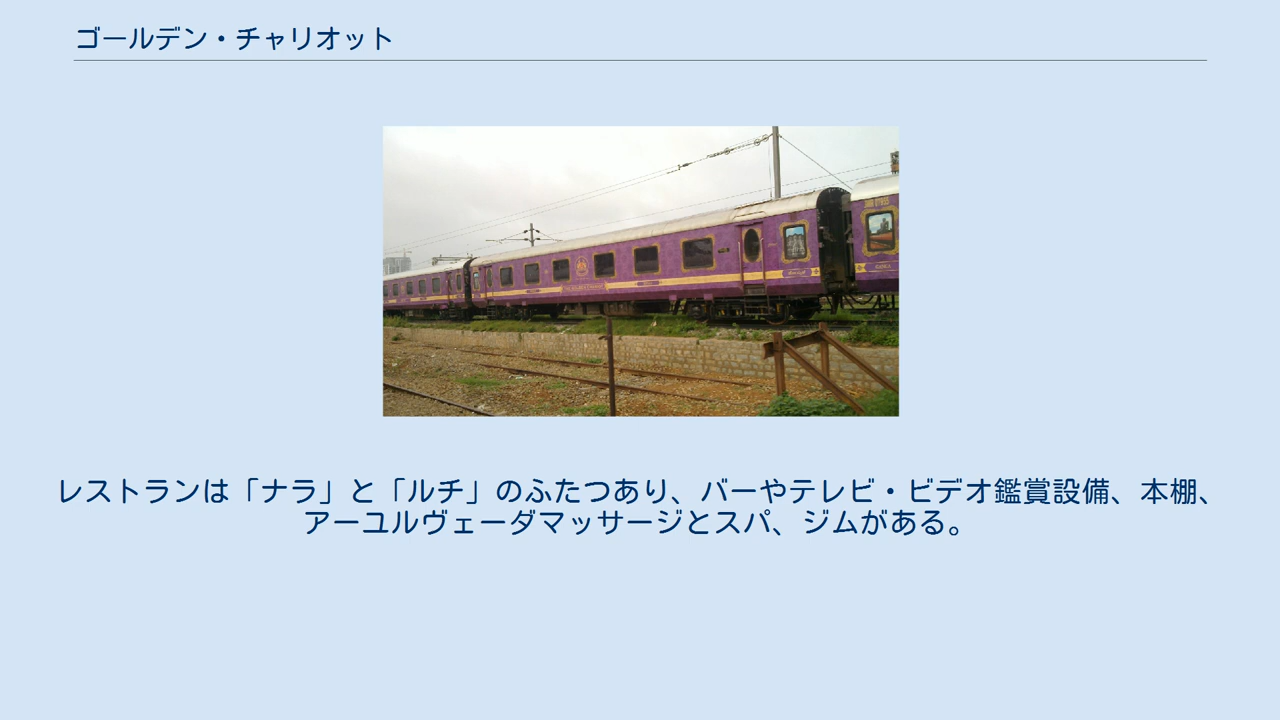 ゴールデン・チャリオット
レストランは「ナラ」と「ルチ」のふたつあり、バーやテレビ・ビデオ鑑賞設備、本棚、
アーユルヴェーダマッサージとスパ、ジムがある。